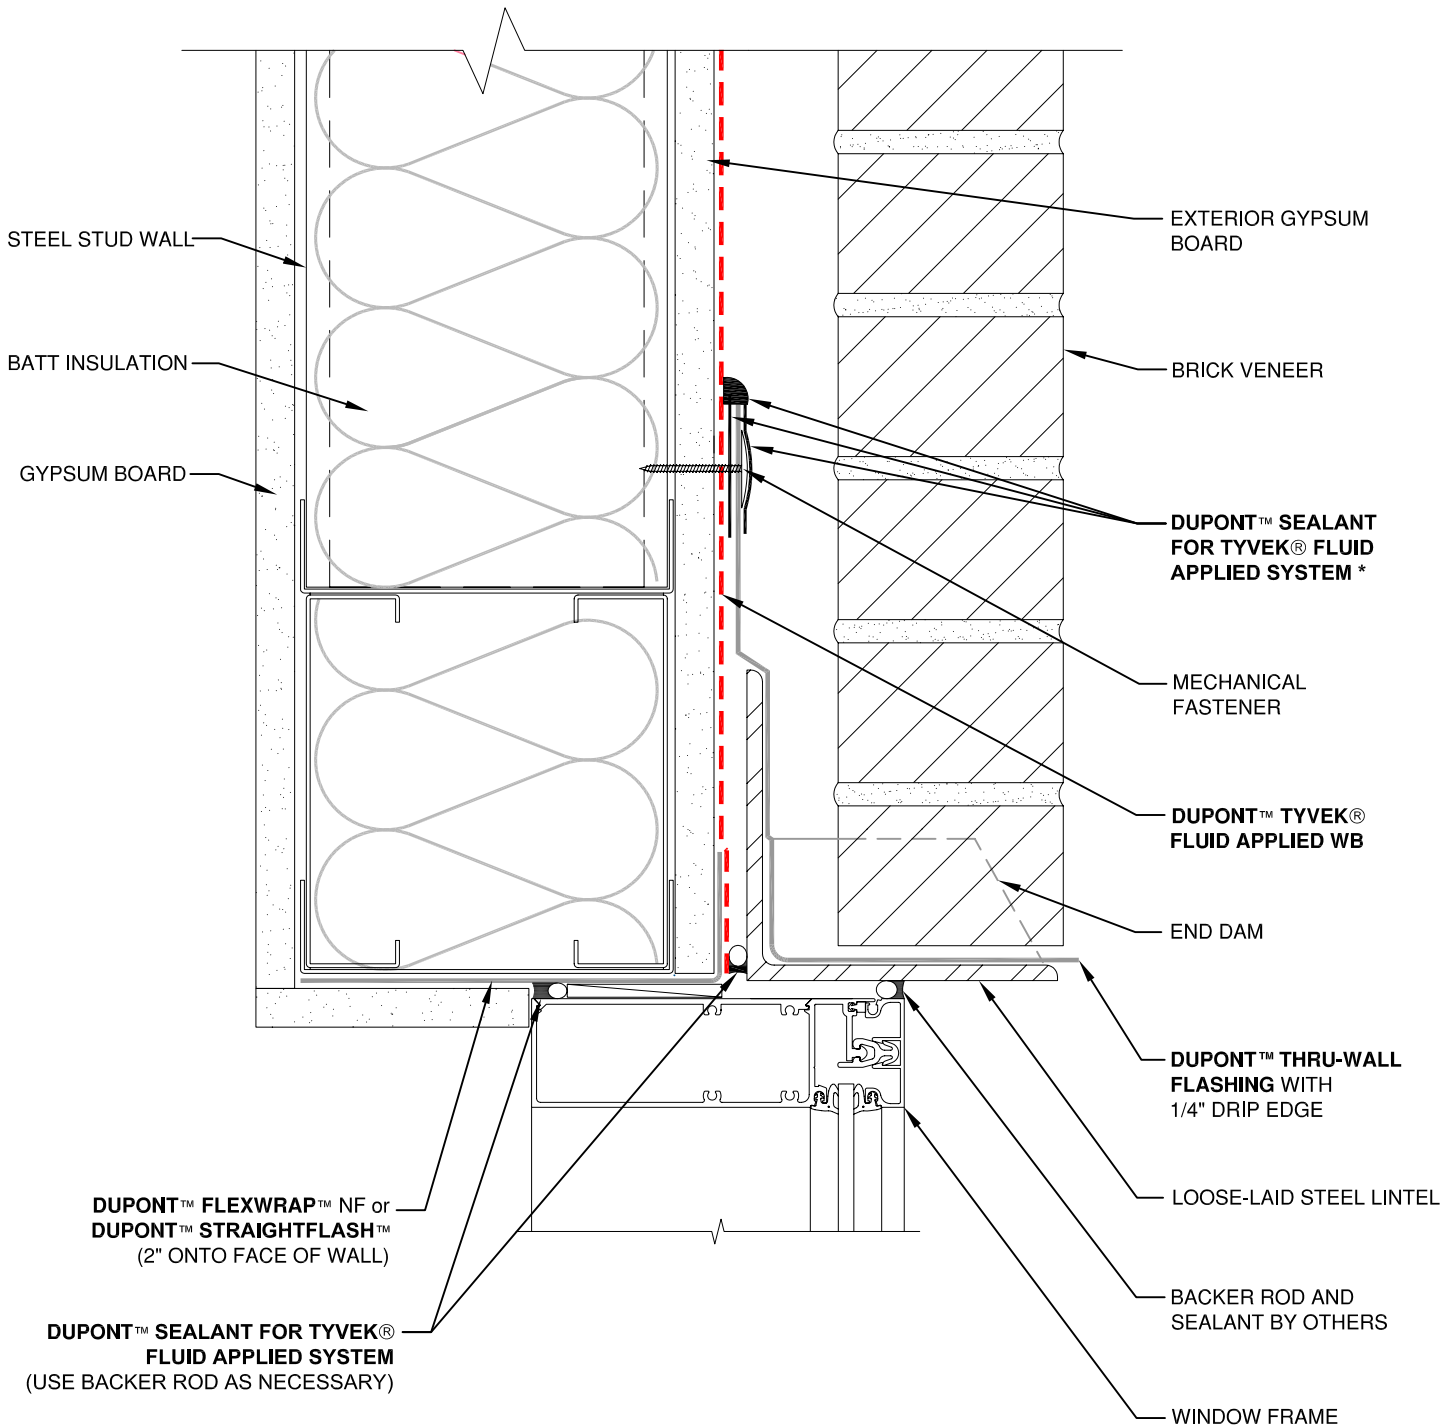 STEEL STUD WALL
BATT INSULATION
GYPSUM BOARD
DUPONT™ FLEXWRAP™ NF or
DUPONT™ STRAIGHTFLASH™
(2" ONTO FACE OF WALL)
DUPONT™ SEALANT FOR TYVEK®
FLUID APPLIED SYSTEM
(USE BACKER ROD AS NECESSARY)
EXTERIOR GYPSUM
BOARD
BRICK VENEER
DUPONT™ SEALANT
FOR TYVEK® FLUID
APPLIED SYSTEM *
MECHANICAL
FASTENER
DUPONT™ TYVEK®
FLUID APPLIED WB
END DAM
DUPONT™ THRU-WALL
FLASHING WITH
1/4" DRIP EDGE
LOOSE-LAID STEEL LINTEL
BACKER ROD AND
SEALANT BY OTHERS
WINDOW FRAME